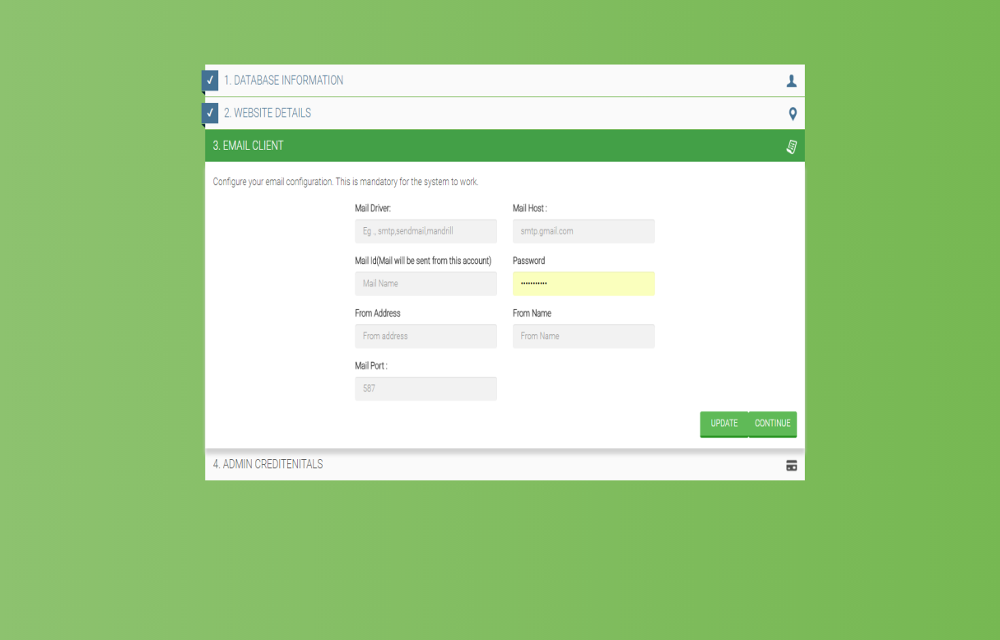 1. DATABASE INFORMATION
2. WEBSITE DETAILS
3. EMAIL CLIENT
Configure your email configuration. This is mandatory for the system to work.
Mail Driver: Mail Host :
Eg ., smtp,sendmail,mandrill smtp.gmail.com
Mail Id(Mail will be sent from this account) Password
Mail Name •••••••••••
From Address From Name
From address From Name
Mail Port :
587
UPDATE CONTINUE
4. ADMIN CREDITENITALS